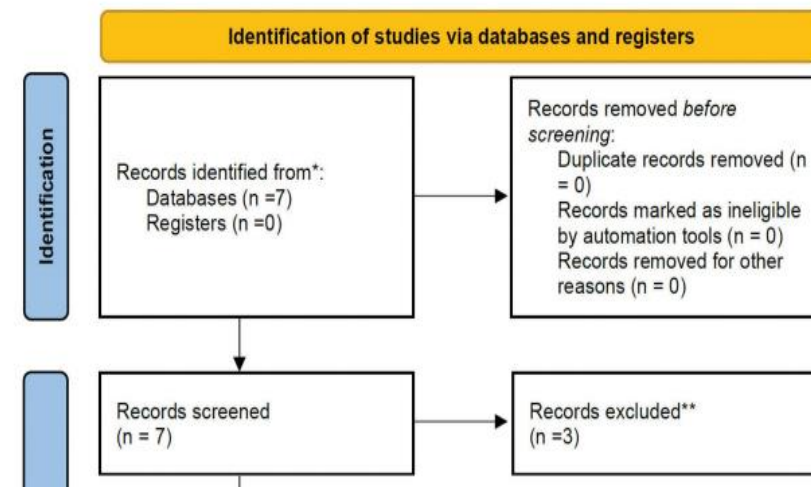 Identification of studies via databases and registers
Identification
Records identified from*:
Databases (n =7)
Registers (n =0)
Records removed before
screening:
Duplicate records removed (n
= 0)
Records marked as ineligible
by automation tools (n = 0)
Records removed for other
reasons (n = 0)
Records screened
(n = 7)
Records excluded**
(n =3)